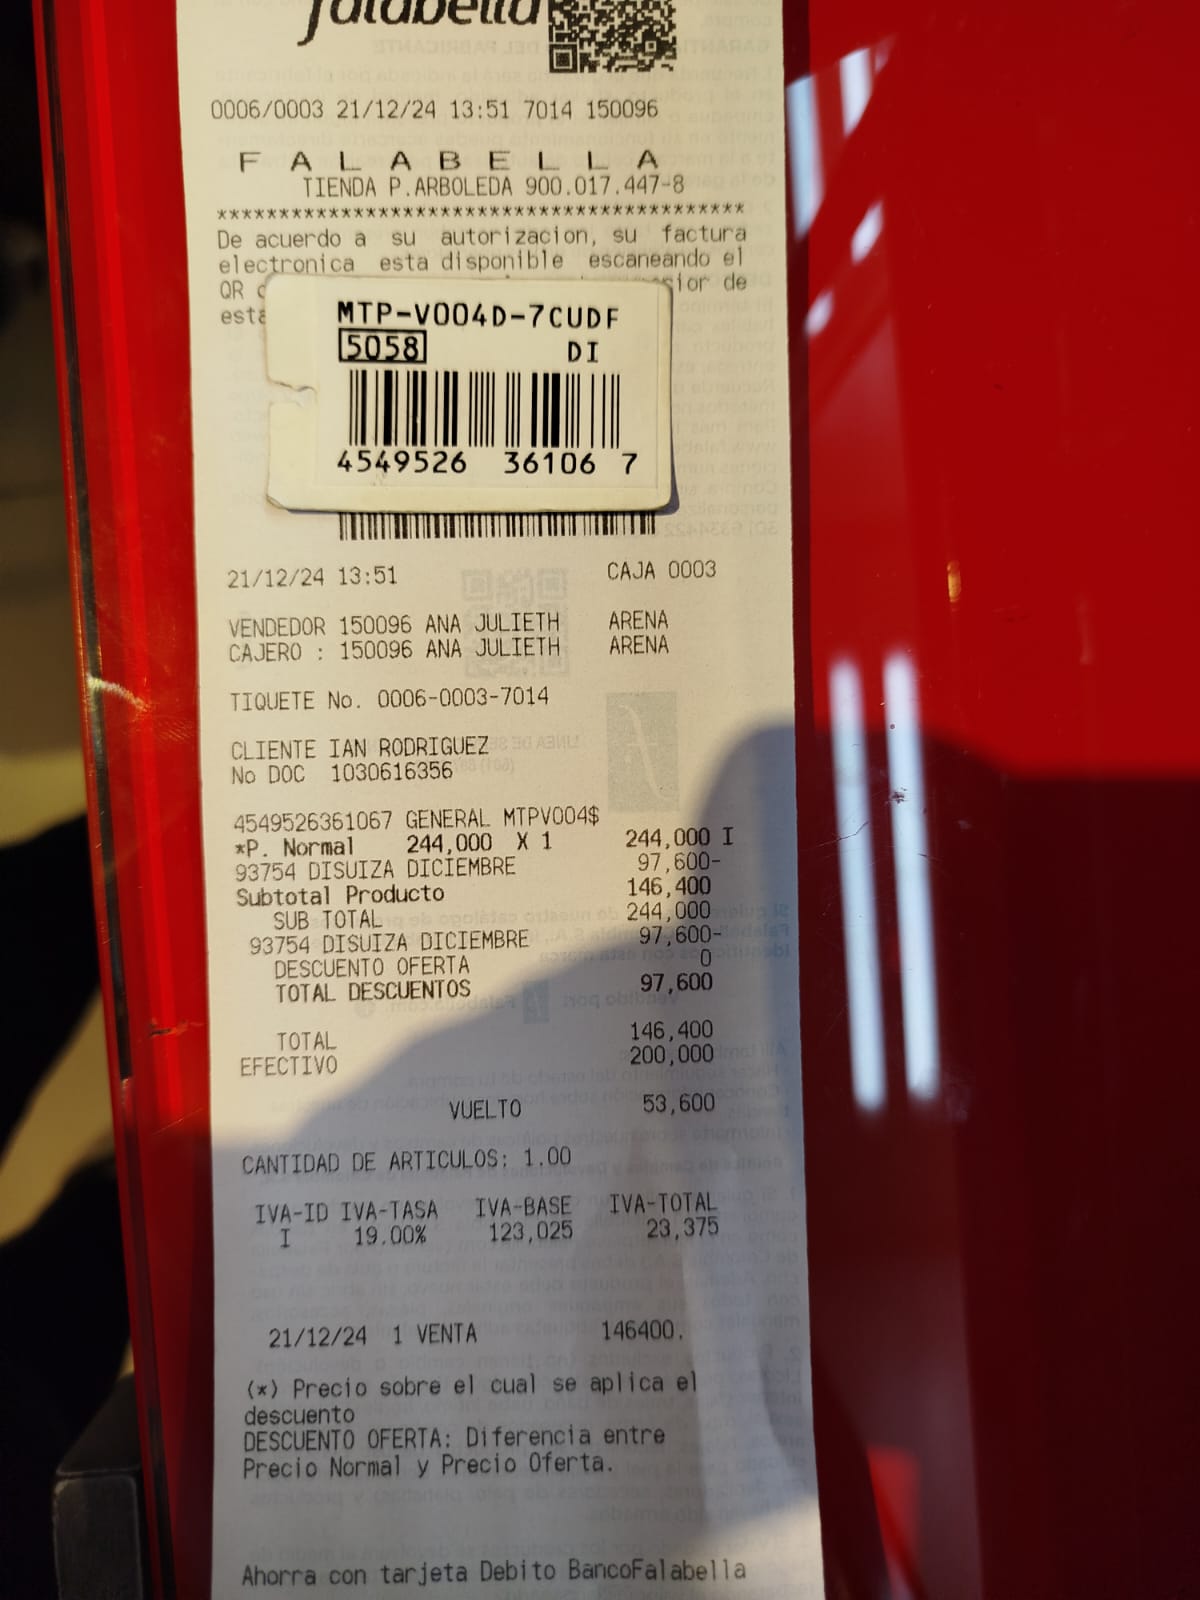 falabella
0006/0003 21/12/24 13:51 7014 150096
F A L A B E L L A
TIENDA P.ARBOLEDA 900.017.447-8
*******************************************
De acuerdo a su autorizacion, su factura
electronica esta disponible escaneando el
QR de
esta
MTP-V004D-7CUDF
5058 DI
4549526 36106 7
21/12/24 13:51 CAJA 0003
VENDEDOR 150096 ANA JULIETH ARENA
CAJERO : 150096 ANA JULIETH ARENA
TIQUETE No. 0006-0003-7014
CLIENTE IAN RODRIGUEZ
No DOC 1030616356
4549526361067 GENERAL MTPV004$
*P. Normal 244,000 X 1 244,000 I
93754 DISUIZA DICIEMBRE 97,600-
Subtotal Producto 146,400
SUB TOTAL 244,000
93754 DISUIZA DICIEMBRE 97,600-
DESCUENTO OFERTA 0
TOTAL DESCUENTOS 97,600
TOTAL 146,400
EFECTIVO 200,000
VUELTO 53,600
CANTIDAD DE ARTICULOS: 1.00
IVA-ID IVA-TASA IVA-BASE IVA-TOTAL
I 19.00% 123,025 23,375
21/12/24 1 VENTA 146400.
(*) Precio sobre el cual se aplica el
descuento
DESCUENTO OFERTA: Diferencia entre
Precio Normal y Precio Oferta.
Ahorra con tarjeta Debito BancoFalabella